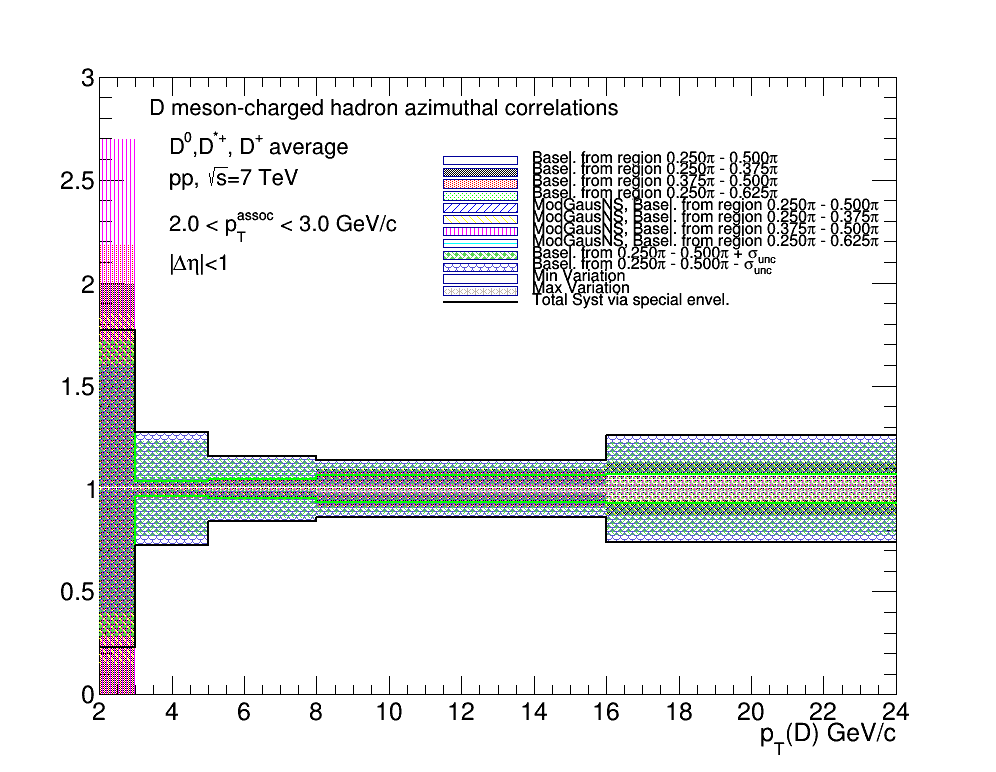 D meson-charged hadron azimuthal correlations
D⁰,D*⁺, D⁺ average
pp, √s=7 TeV
2.0 < p_T^assoc < 3.0 GeV/c
|Δη|<1
Basel. from region 0.250π - 0.500π
Basel. from region 0.250π - 0.375π
Basel. from region 0.375π - 0.500π
Basel. from region 0.250π - 0.625π
ModGausNS, Basel. from region 0.250π - 0.500π
ModGausNS, Basel. from region 0.250π - 0.375π
ModGausNS, Basel. from region 0.375π - 0.500π
ModGausNS, Basel. from region 0.250π - 0.625π
Basel. from 0.250π - 0.500π + σ_unc
Basel. from 0.250π - 0.500π - σ_unc
Min Variation
Max Variation
Total Syst via special envel.
3
2.5
2
1.5
1
0.5
0
2 4 6 8 10 12 14 16 18 20 22 24
p_T(D) GeV/c